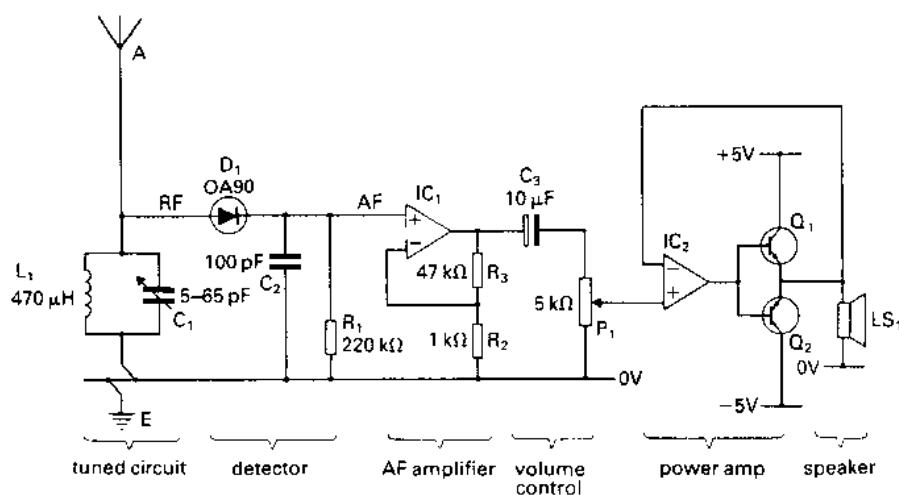 A
D₁
OA90
RF
AF
IC₁
C₃
10 µF
+5V
Q₁
IC₂
L₁
470 µH
5–65 pF
C₁
100 pF
C₂
+
−
47 kΩ
R₃
5 kΩ
P₁
−
+
R₁
220 kΩ
1 kΩ
R₂
LS₁
Q₂
0V
0V
−5V
E
tuned circuit
detector
AF amplifier
volume
control
power amp
speaker